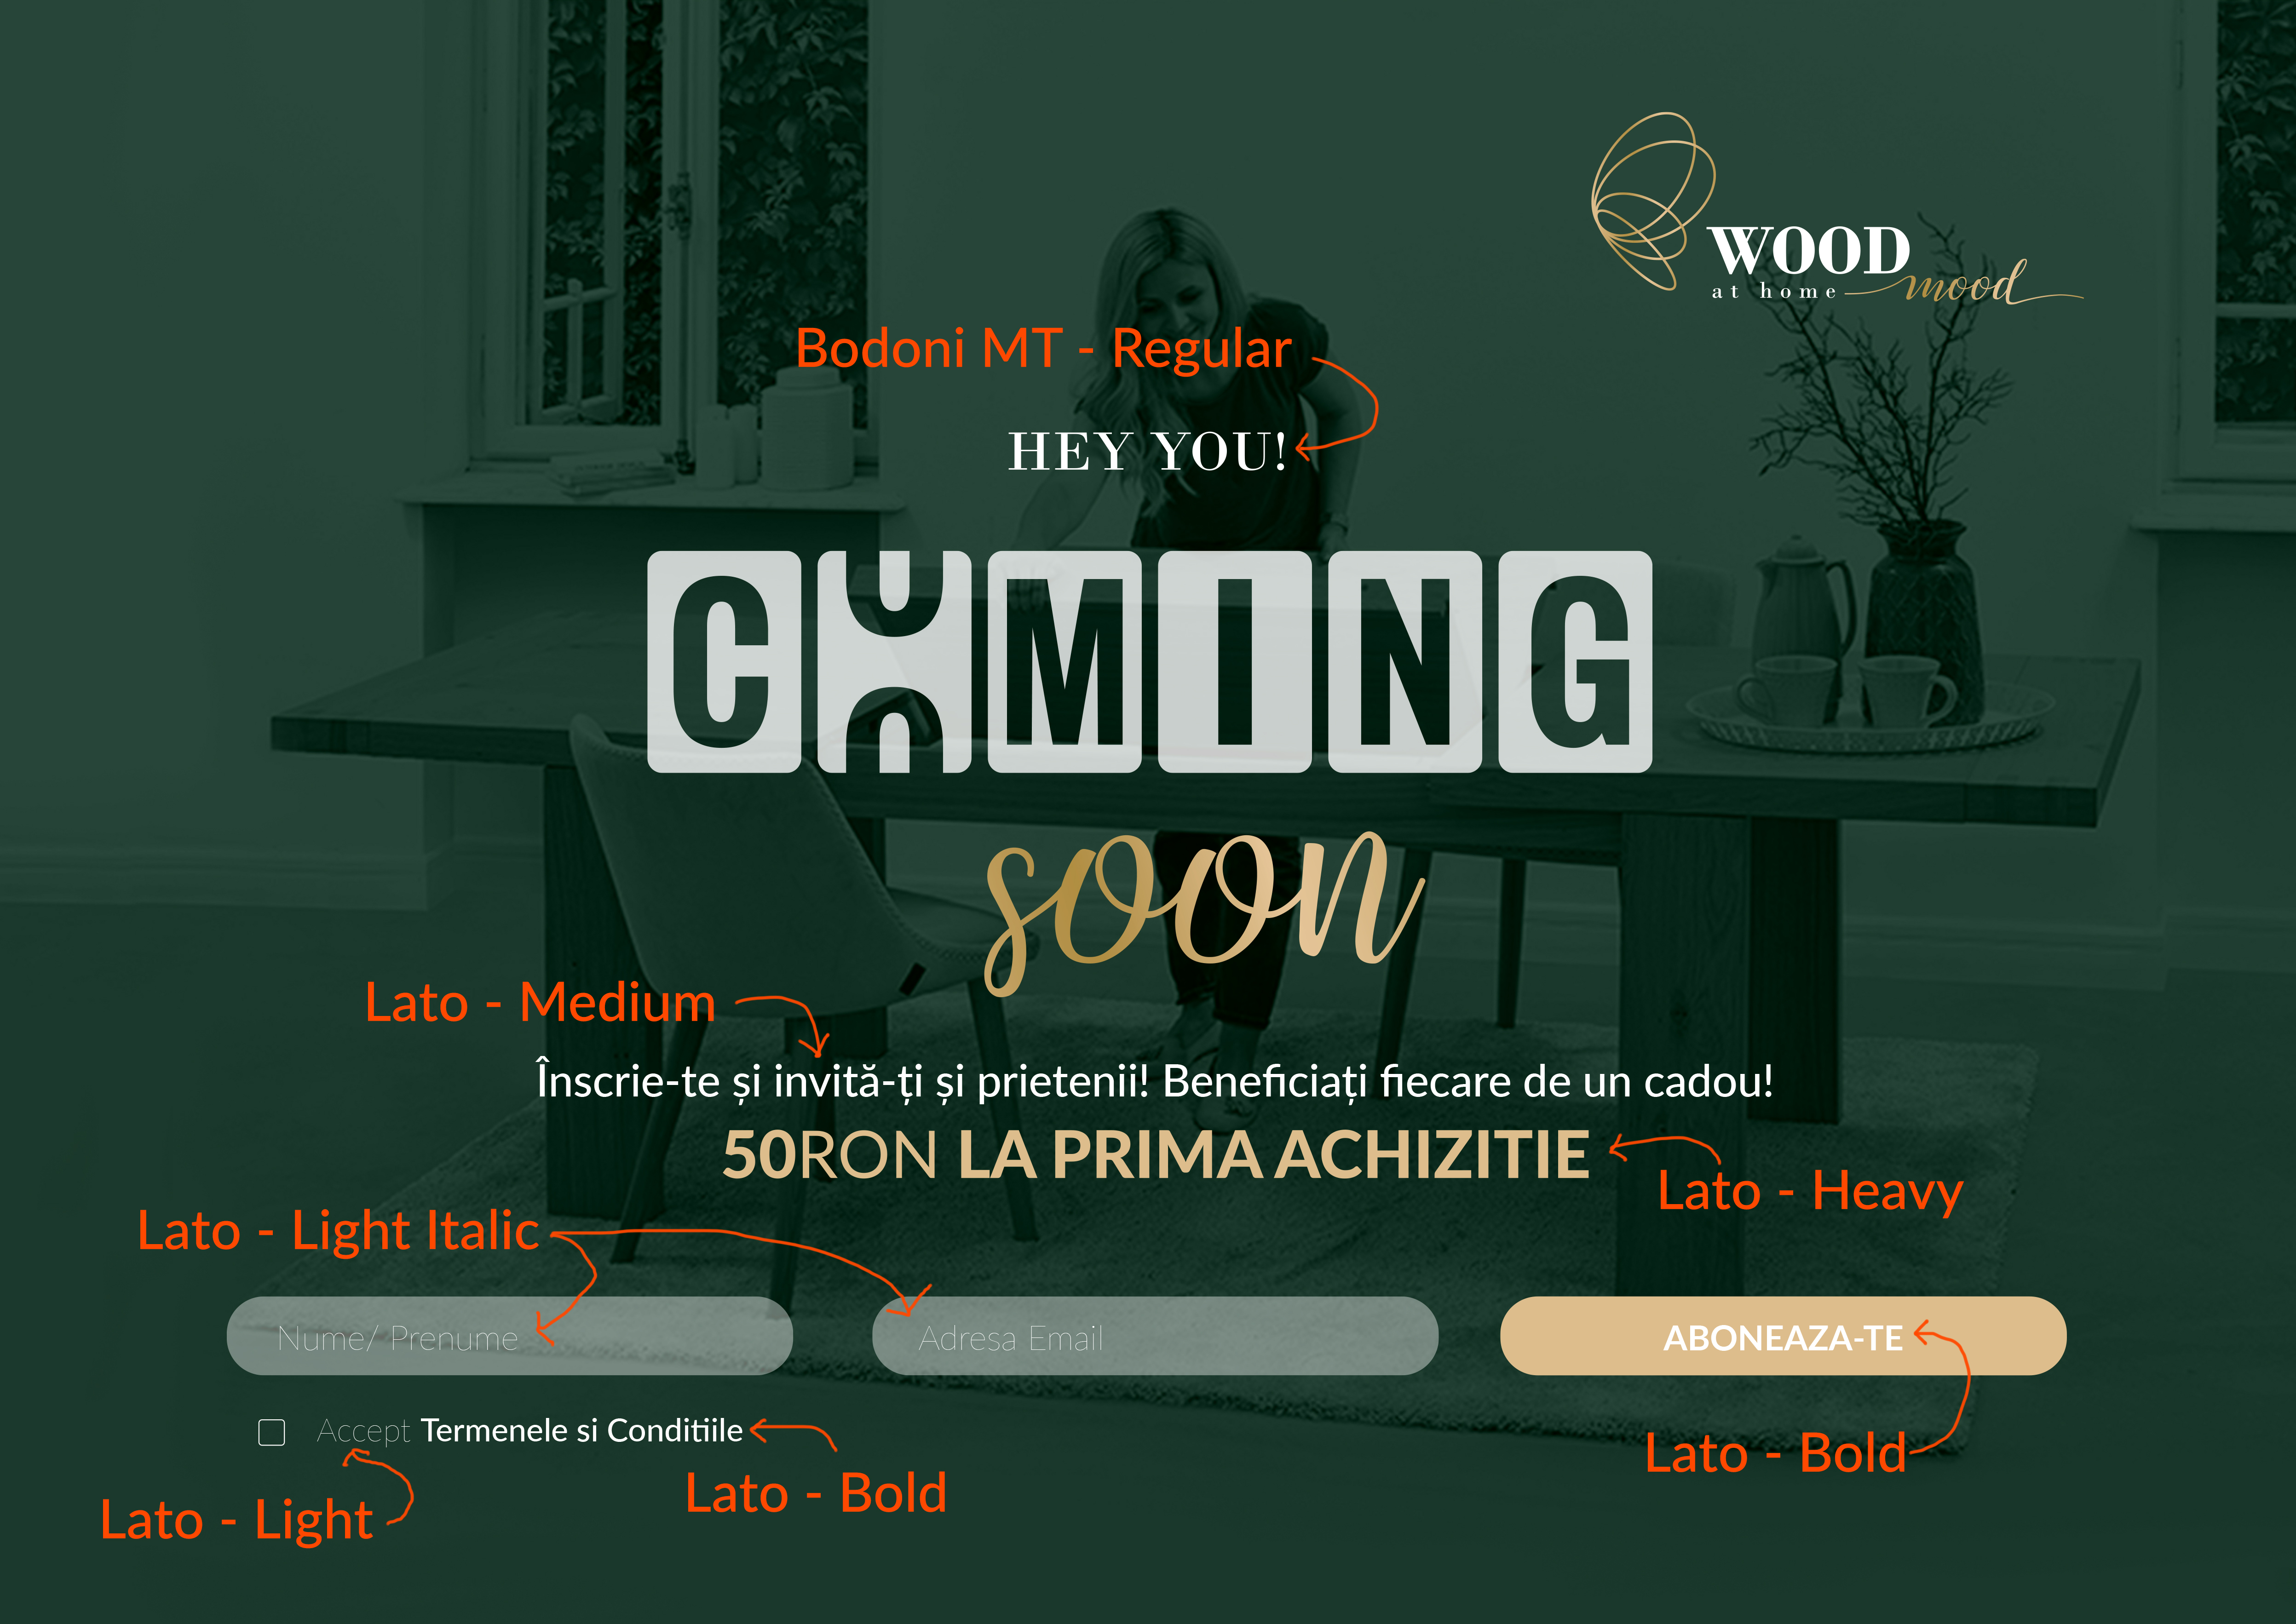 WOOD
at home mood
Bodoni MT - Regular
HEY YOU!
COMING
soon
Lato - Medium
Înscrie-te și invită-ți și prietenii! Beneficiați fiecare de un cadou!
50RON LA PRIMA ACHIZITIE
Lato - Heavy
Lato - Light Italic
Nume/ Prenume
Adresa Email
ABONEAZA-TE
Accept Termenele si Conditiile
Lato - Bold
Lato - Bold
Lato - Light